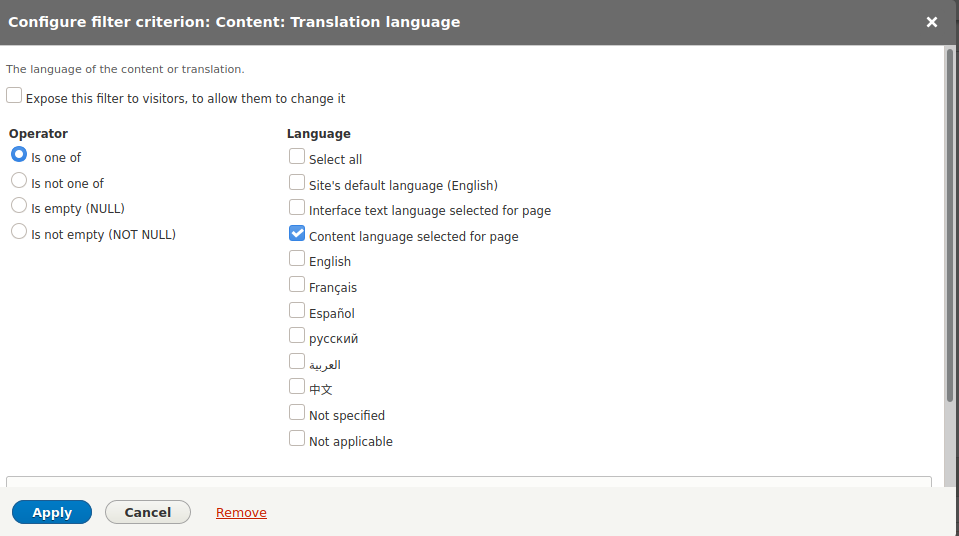 Configure filter criterion: Content: Translation language
The language of the content or translation.
Expose this filter to visitors, to allow them to change it
Operator
Is one of
Is not one of
Is empty (NULL)
Is not empty (NOT NULL)
Language
Select all
Site's default language (English)
Interface text language selected for page
Content language selected for page
English
Français
Español
русский
العربية
中文
Not specified
Not applicable
Apply
Cancel
Remove